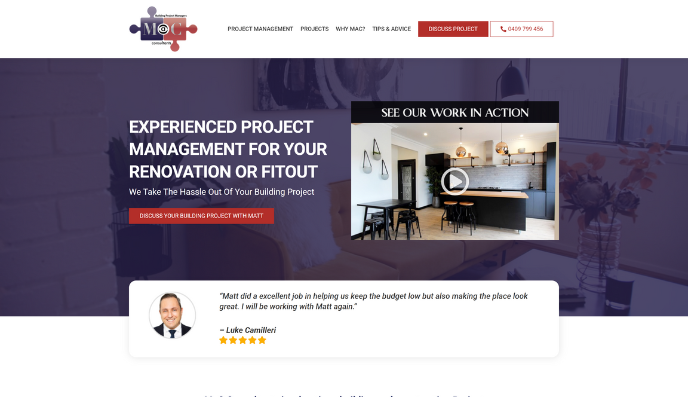 Building Project Managers
MAC
consultants
PROJECT MANAGEMENT PROJECTS WHY MAC? TIPS & ADVICE DISCUSS PROJECT 0409 799 456
EXPERIENCED PROJECT
MANAGEMENT FOR YOUR
RENOVATION OR FITOUT
We Take The Hassle Out Of Your Building Project
DISCUSS YOUR BUILDING PROJECT WITH MATT
SEE OUR WORK IN ACTION
"Matt did a excellent job in helping us keep the budget low but also making the place look
great. I will be working with Matt again."
– Luke Camilleri